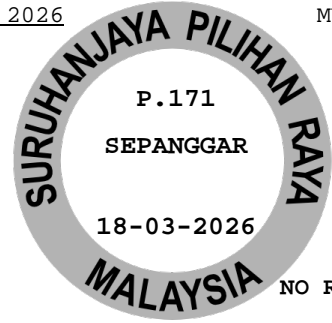 2026 M
SURUHANJAYA PILIHAN RAYA
P.171
SEPANGGAR
18-03-2026
MALAYSIA
NO R